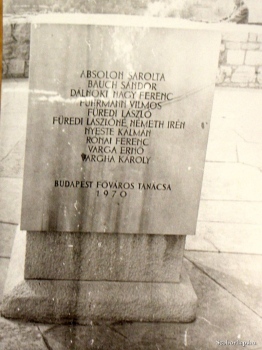 ABSOLON SAROLTA
BAUCH SÁNDOR
DALNOKI NAGY FERENC
FUHRMANN VILMOS
FÜREDI LÁSZLÓ
FÜREDI LÁSZLÓNÉ, NÉMETH IRÉN
NYESTE KÁLMÁN
RÓNAI FERENC
VARGA ERNŐ
VARGHA KÁROLY
BUDAPEST FŐVÁROS TANÁCSA
1970